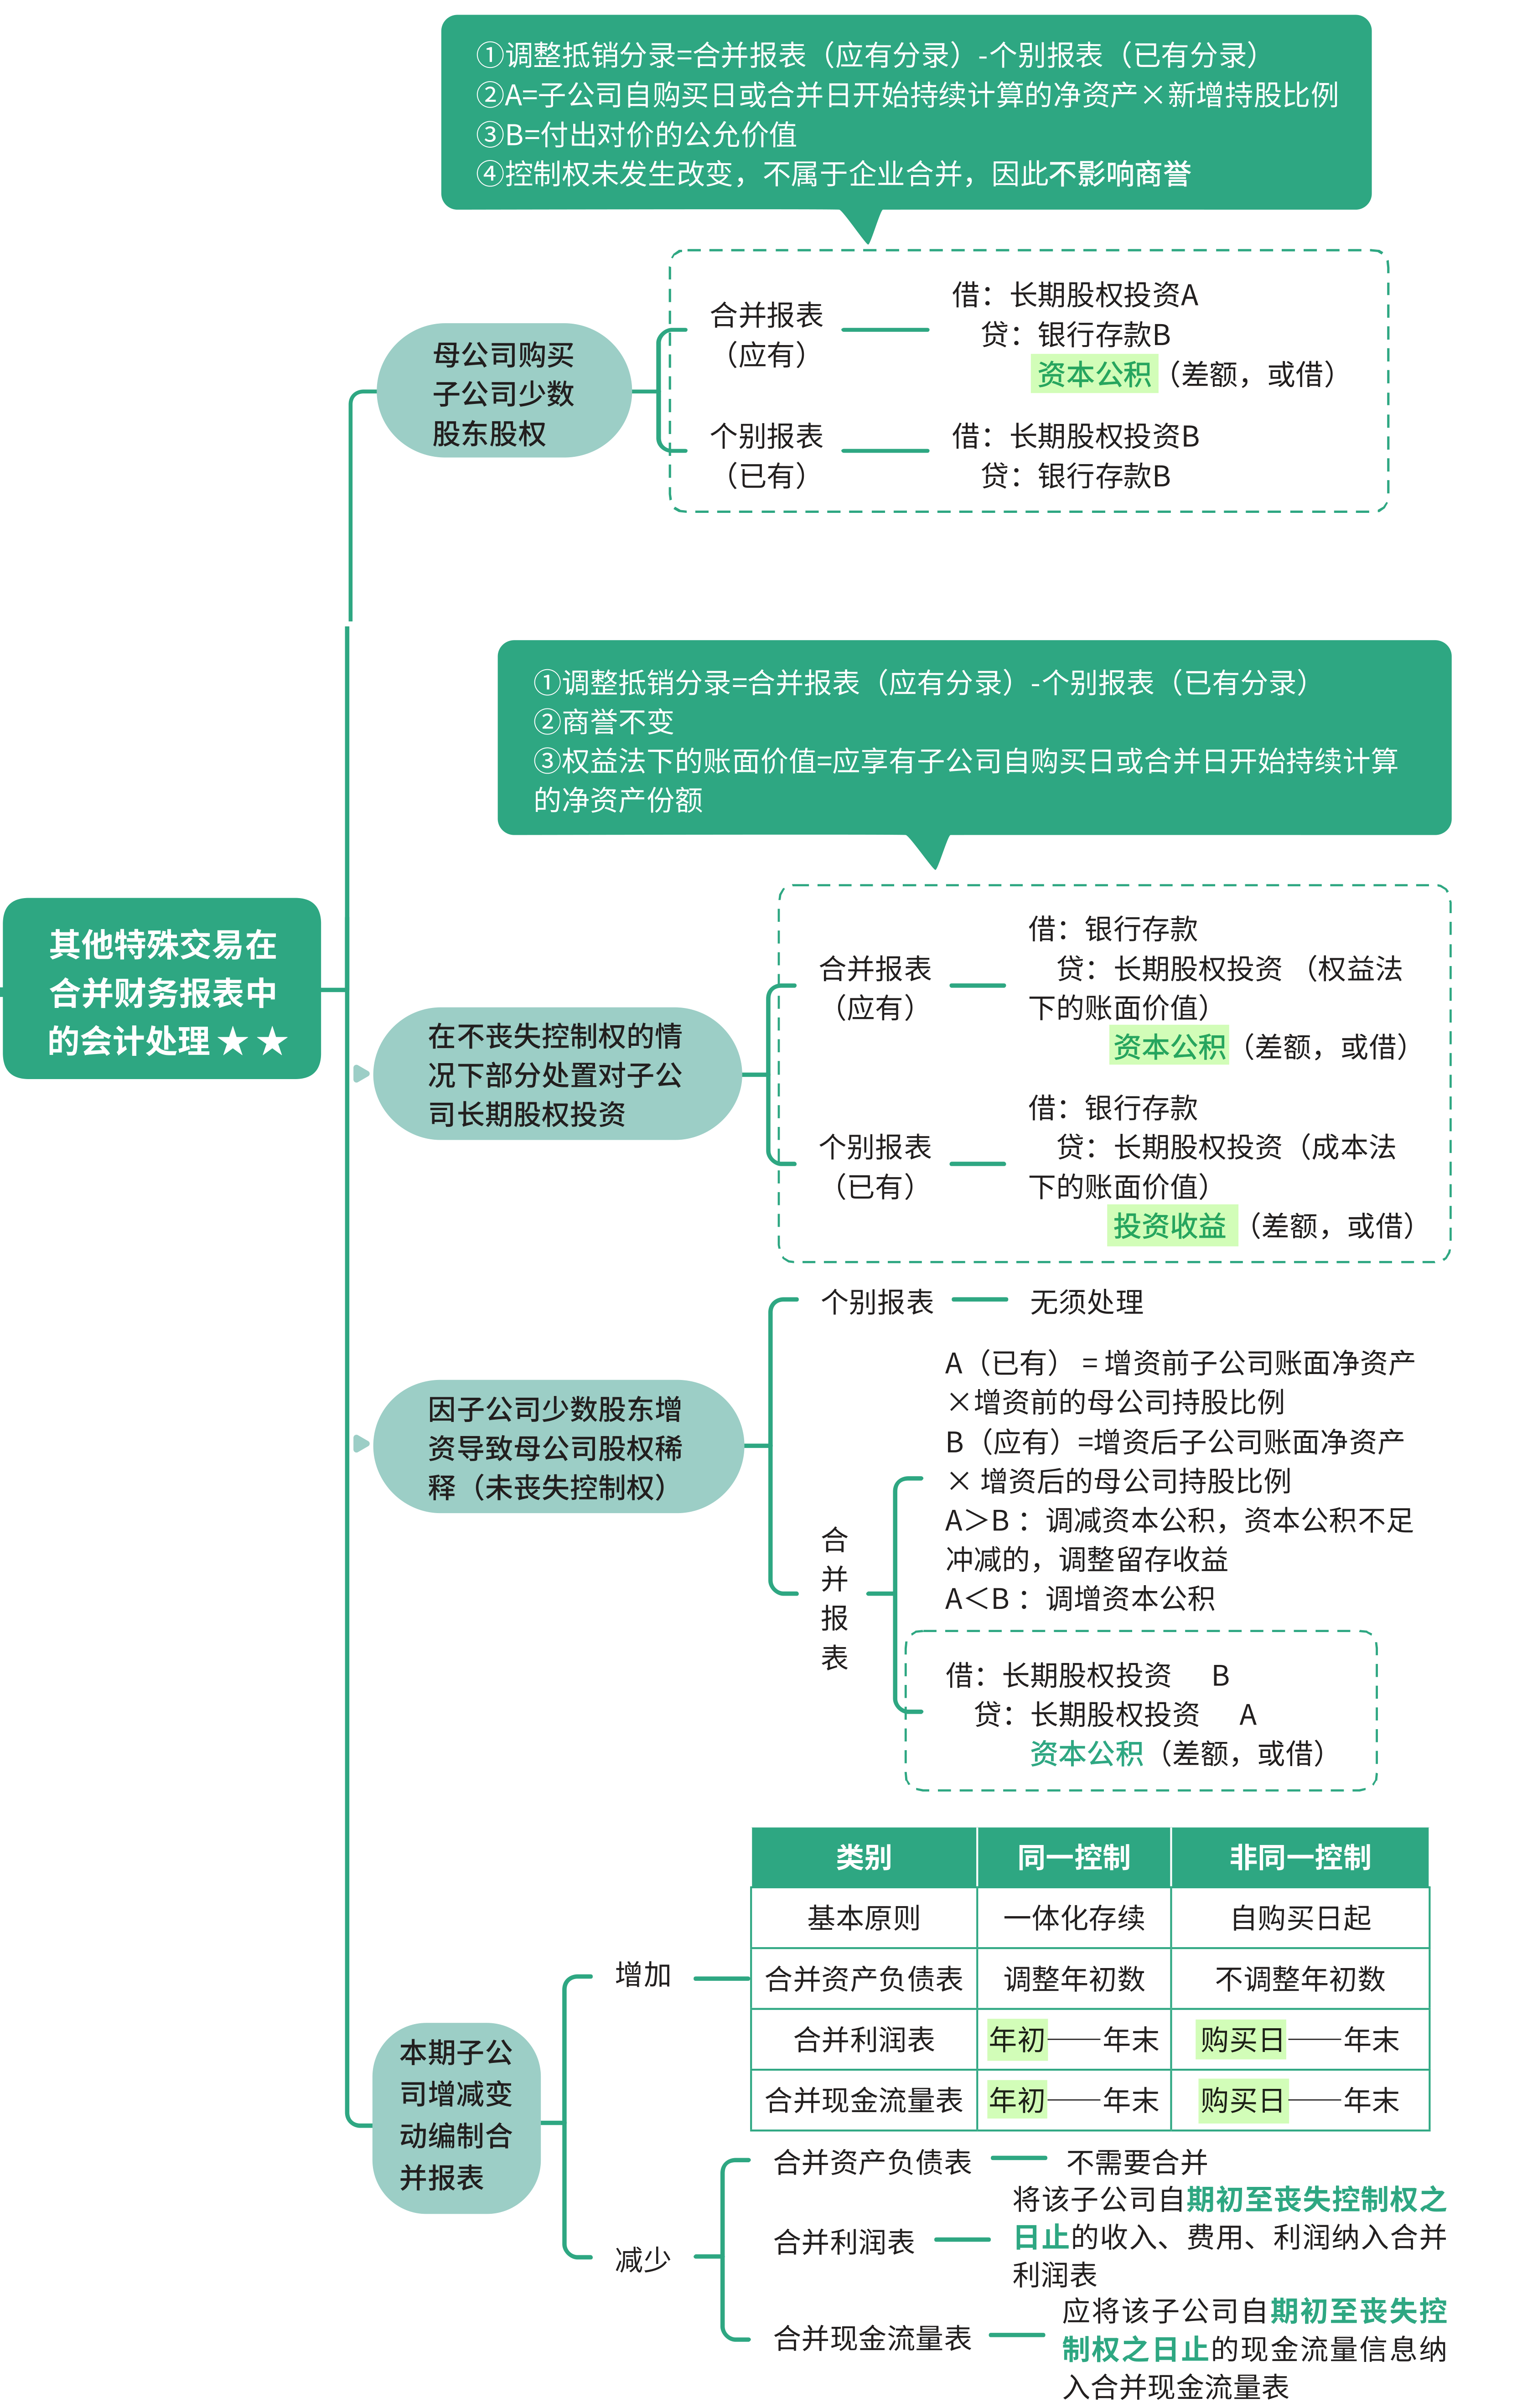 ①调整抵销分录=合并报表（应有分录）-个别报表（已有分录）
②A=子公司自购买日或合并日开始持续计算的净资产×新增持股比例
③B=付出对价的公允价值
④控制权未发生改变，不属于企业合并，因此不影响商誉
母公司购买
子公司少数
股东股权
合并报表
（应有）
借：长期股权投资A
贷：银行存款B
资本公积（差额，或借）
个别报表
（已有）
借：长期股权投资B
贷：银行存款B
①调整抵销分录=合并报表（应有分录）-个别报表（已有分录）
②商誉不变
③权益法下的账面价值=应享有子公司自购买日或合并日开始持续计算
的净资产份额
其他特殊交易在
合并财务报表中
的会计处理★ ★
在不丧失控制权的情
况下部分处置对子公
司长期股权投资
合并报表
（应有）
借：银行存款
贷：长期股权投资 （权益法
下的账面价值）
资本公积（差额，或借）
个别报表
（已有）
借：银行存款
贷：长期股权投资（成本法
下的账面价值）
投资收益（差额，或借）
因子公司少数股东增
资导致母公司股权稀
释（未丧失控制权）
个别报表
无须处理
合
并
报
表
A（已有） = 增资前子公司账面净资产
×增资前的母公司持股比例
B（应有）=增资后子公司账面净资产
× 增资后的母公司持股比例
A＞B ：调减资本公积，资本公积不足
冲减的，调整留存收益
A＜B ：调增资本公积
借：长期股权投资 B
贷：长期股权投资 A
资本公积（差额，或借）
本期子公
司增减变
动编制合
并报表
增加
类别 同一控制 非同一控制
基本原则 一体化存续 自购买日起
合并资产负债表 调整年初数 不调整年初数
合并利润表 年初——年末 购买日——年末
合并现金流量表 年初——年末 购买日——年末
减少
合并资产负债表
不需要合并
合并利润表
将该子公司自期初至丧失控制权之
日止的收入、费用、利润纳入合并
利润表
合并现金流量表
应将该子公司自期初至丧失控
制权之日止的现金流量信息纳
入合并现金流量表